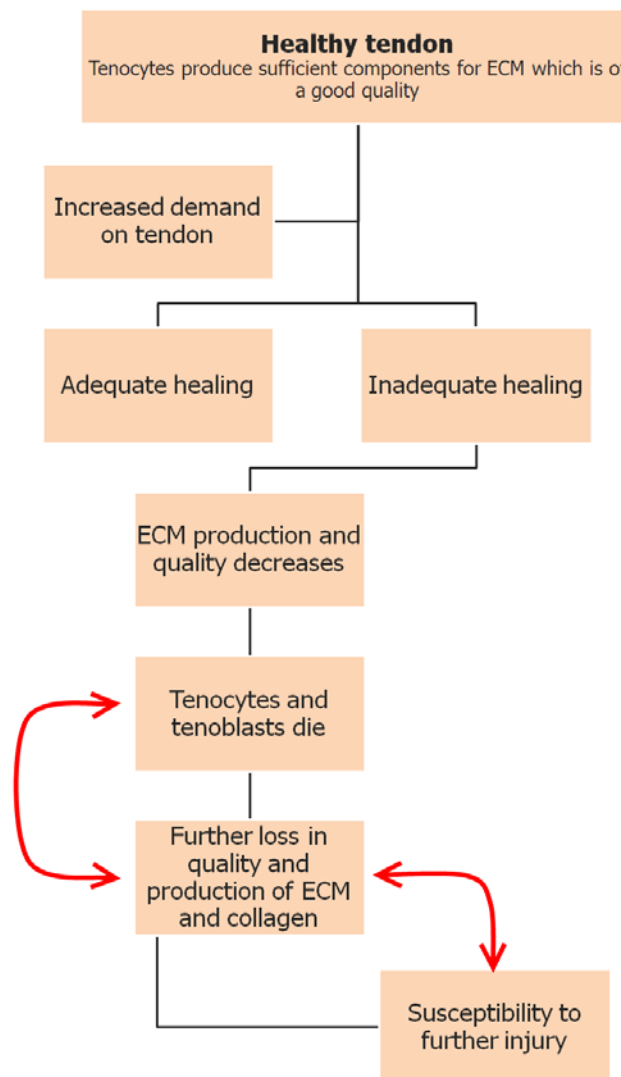 Healthy tendon
Tenocytes produce sufficient components for ECM which is o
a good quality
Increased demand
on tendon
Adequate healing
Inadequate healing
ECM production and
quality decreases
Tenocytes and
tenoblasts die
Further loss in
quality and
production of ECM
and collagen
Susceptibility to
further injury